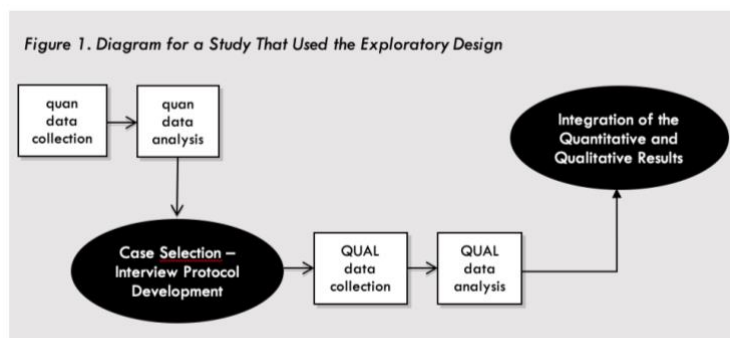 Figure 1. Diagram for a Study That Used the Exploratory Design
quan
data
collection
quan
data
analysis
Case Selection –
Interview Protocol
Development
QUAL
data
collection
QUAL
data
analysis
Integration of the
Quantitative and
Qualitative Results